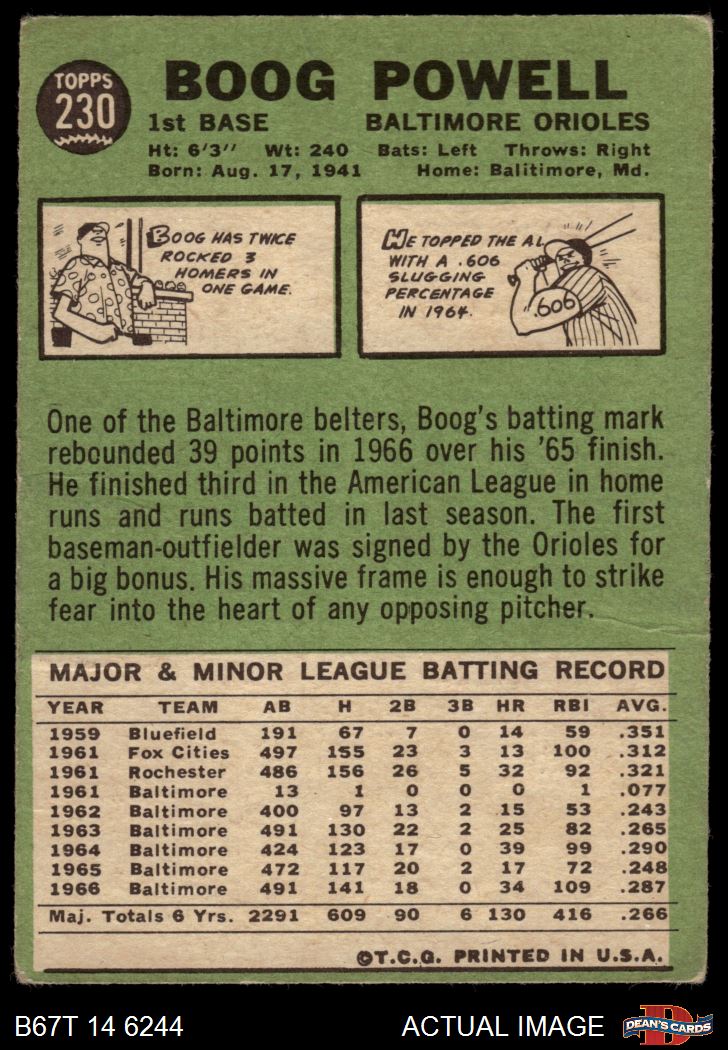 TOPPS
230
BOOG POWELL
1st BASE BALTIMORE ORIOLES
Ht: 6'3'' Wt: 240 Bats: Left Throws: Right
Born: Aug. 17, 1941 Home: Balitimore, Md.
BOOG HAS TWICE
ROCKED 3
HOMERS IN
ONE GAME.
HE TOPPED THE AL
WITH A .606
SLUGGING
PERCENTAGE
IN 1964.
.606
One of the Baltimore belters, Boog's batting mark
rebounded 39 points in 1966 over his '65 finish.
He finished third in the American League in home
runs and runs batted in last season. The first
baseman-outfielder was signed by the Orioles for
a big bonus. His massive frame is enough to strike
fear into the heart of any opposing pitcher.
MAJOR & MINOR LEAGUE BATTING RECORD
YEAR TEAM AB H 2B 3B HR RBI AVG.
1959 Bluefield 191 67 7 0 14 59 .351
1961 Fox Cities 497 155 23 3 13 100 .312
1961 Rochester 486 156 26 5 32 92 .321
1961 Baltimore 13 1 0 0 0 1 .077
1962 Baltimore 400 97 13 2 15 53 .243
1963 Baltimore 491 130 22 2 25 82 .265
1964 Baltimore 424 123 17 0 39 99 .290
1965 Baltimore 472 117 20 2 17 72 .248
1966 Baltimore 491 141 18 0 34 109 .287
Maj. Totals 6 Yrs. 2291 609 90 6 130 416 .266
©T.C.G. PRINTED IN U.S.A.
B67T 14 6244 ACTUAL IMAGE
D
DEAN'S CARDS